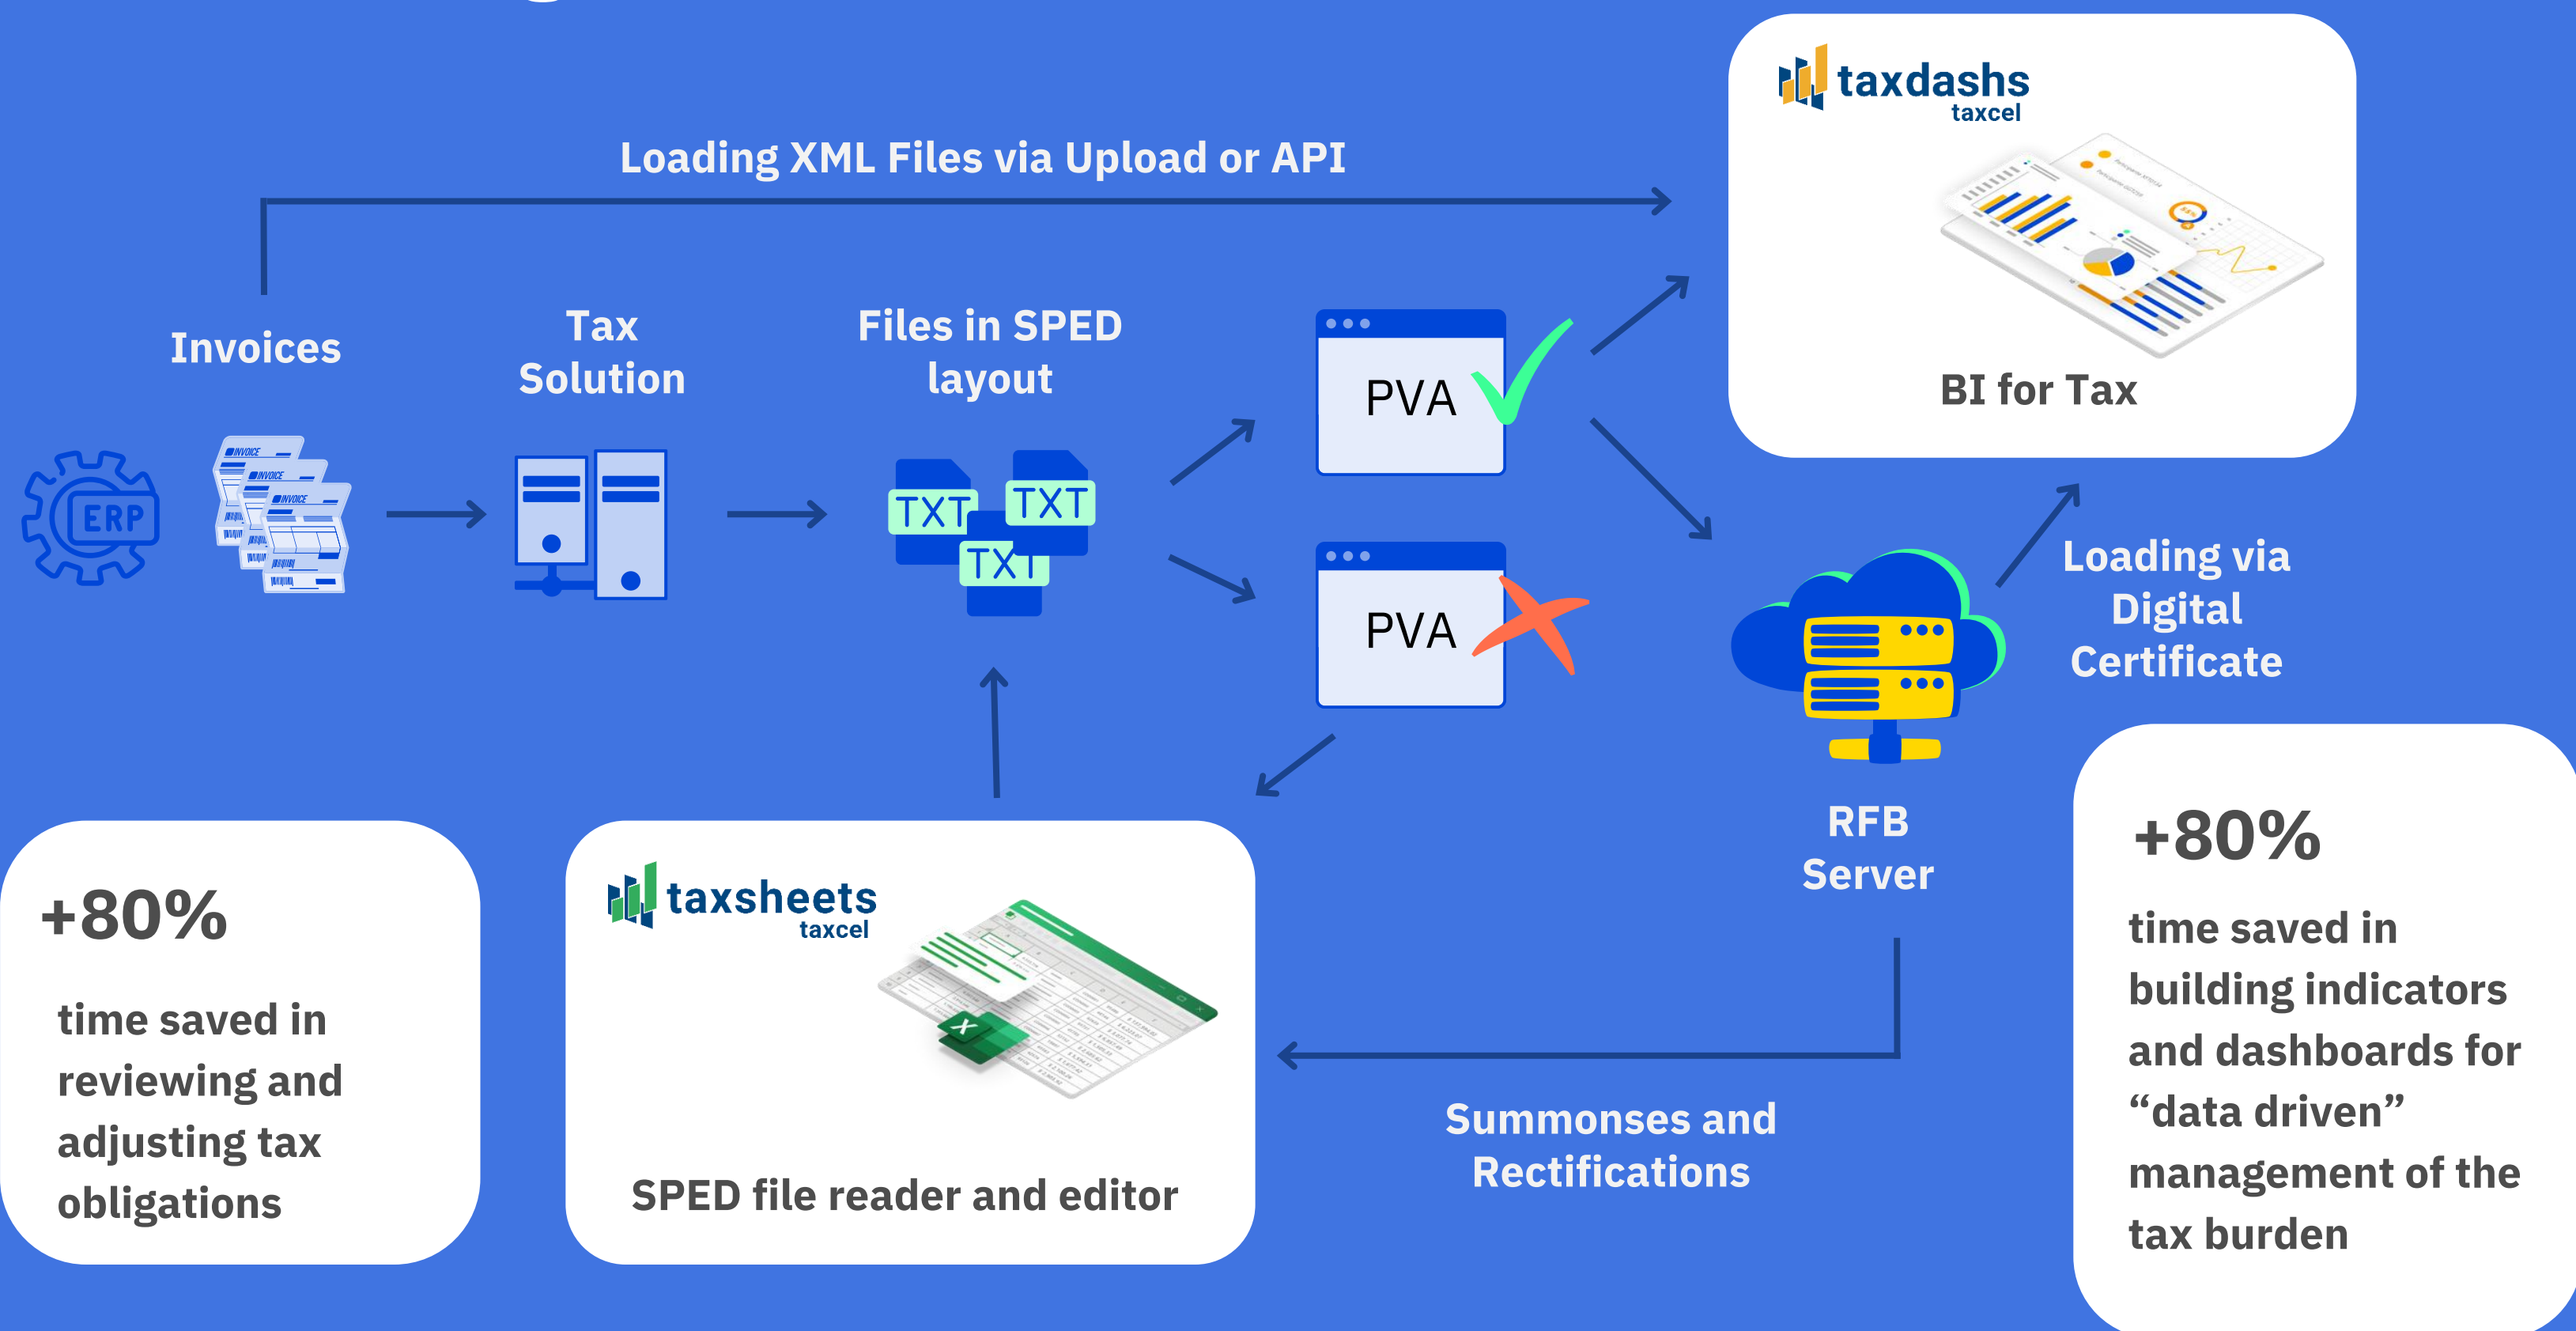 taxdashs
taxcel
BI for Tax
Loading XML Files via Upload or API
Invoices
Tax
Solution
Files in SPED
layout
ERP
INVOICE
INVOICE
INVOICE
TXT
TXT
TXT
PVA
PVA
Loading via
Digital
Certificate
RFB
Server
+80%
time saved in
reviewing and
adjusting tax
obligations
taxsheets
taxcel
X
SPED file reader and editor
Summonses and
Rectifications
+80%
time saved in
building indicators
and dashboards for
“data driven”
management of the
tax burden